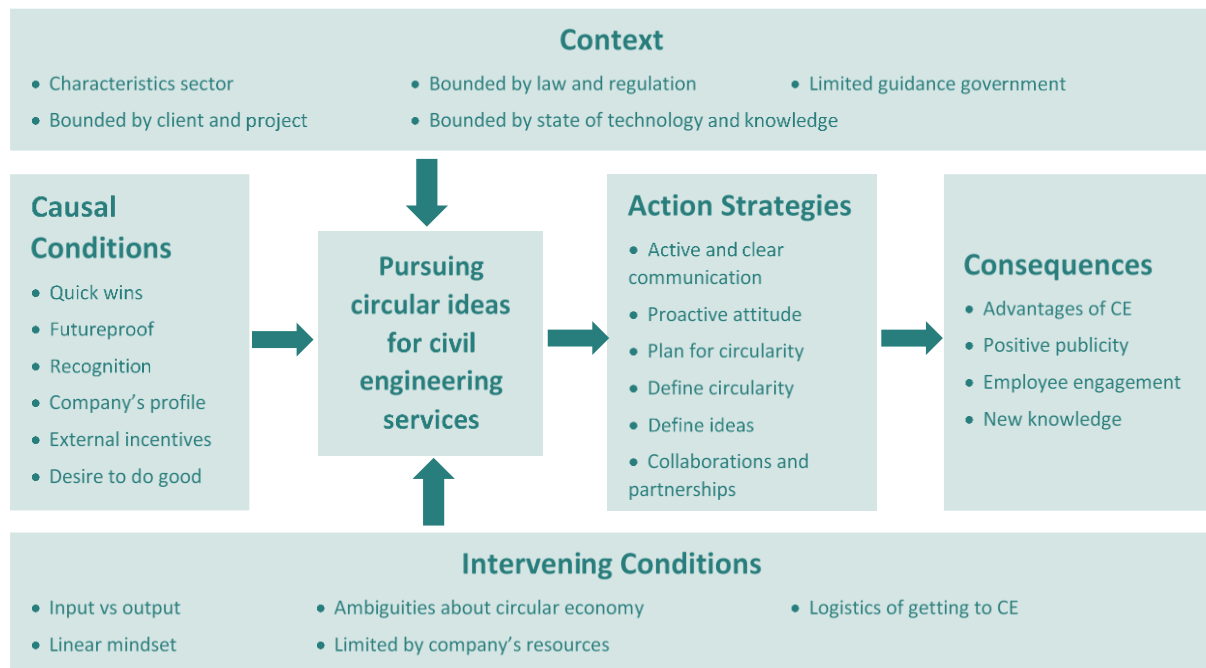 Context
• Characteristics sector
• Bounded by law and regulation
• Limited guidance government
• Bounded by client and project
• Bounded by state of technology and knowledge
Causal
Conditions
• Quick wins
• Futureproof
• Recognition
• Company’s profile
• External incentives
• Desire to do good
Pursuing
circular ideas
for civil
engineering
services
Action Strategies
• Active and clear
communication
• Proactive attitude
• Plan for circularity
• Define circularity
• Define ideas
• Collaborations and
partnerships
Consequences
• Advantages of CE
• Positive publicity
• Employee engagement
• New knowledge
Intervening Conditions
• Input vs output
• Ambiguities about circular economy
• Logistics of getting to CE
• Linear mindset
• Limited by company’s resources